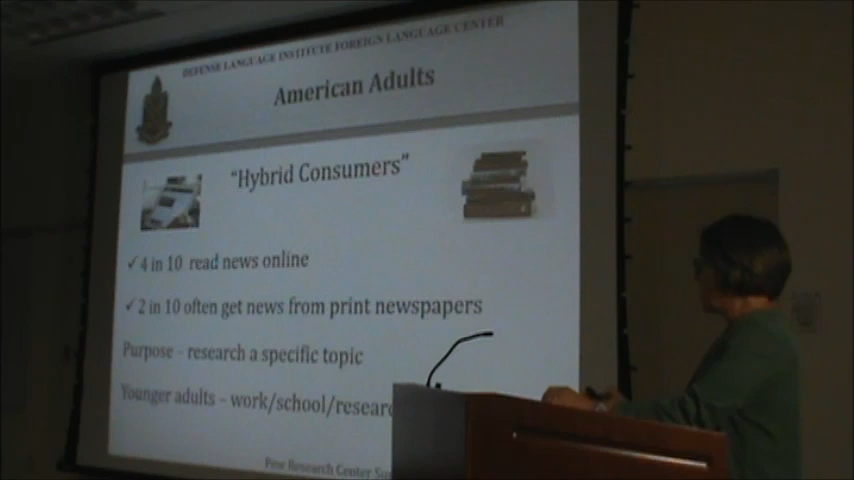 DEFENSE LANGUAGE INSTITUTE FOREIGN LANGUAGE CENTER
American Adults
“Hybrid Consumers”
✓4 in 10 read news online
✓2 in 10 often get news from print newspapers
Purpose – research a specific topic
Younger adults – work/school/researc
Pew Research Center Su